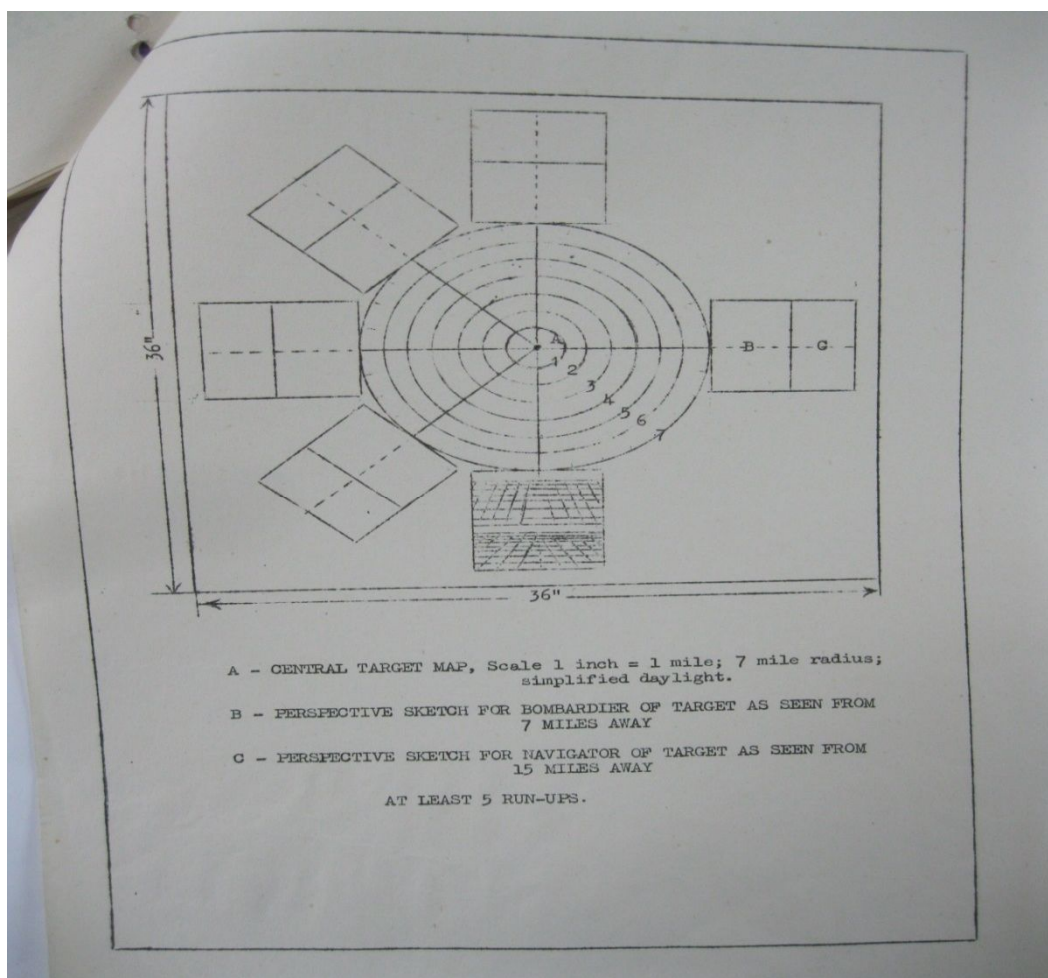 36"
A
1
2
3
4
5
6
7
B
C
36"
A - CENTRAL TARGET MAP, Scale 1 inch = 1 mile; 7 mile radius;
simplified daylight.
B - PERSPECTIVE SKETCH FOR BOMBARDIER OF TARGET AS SEEN FROM
7 MILES AWAY
C - PERSPECTIVE SKETCH FOR NAVIGATOR OF TARGET AS SEEN FROM
15 MILES AWAY
AT LEAST 5 RUN-UPS.